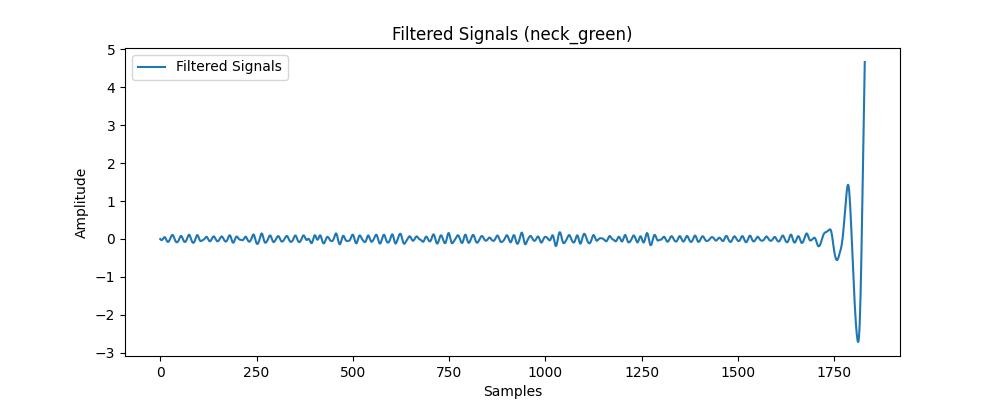 Filtered Signals (neck_green)
Filtered Signals
5
4
3
2
1
0
−1
−2
−3
Amplitude
0 250 500 750 1000 1250 1500 1750
Samples